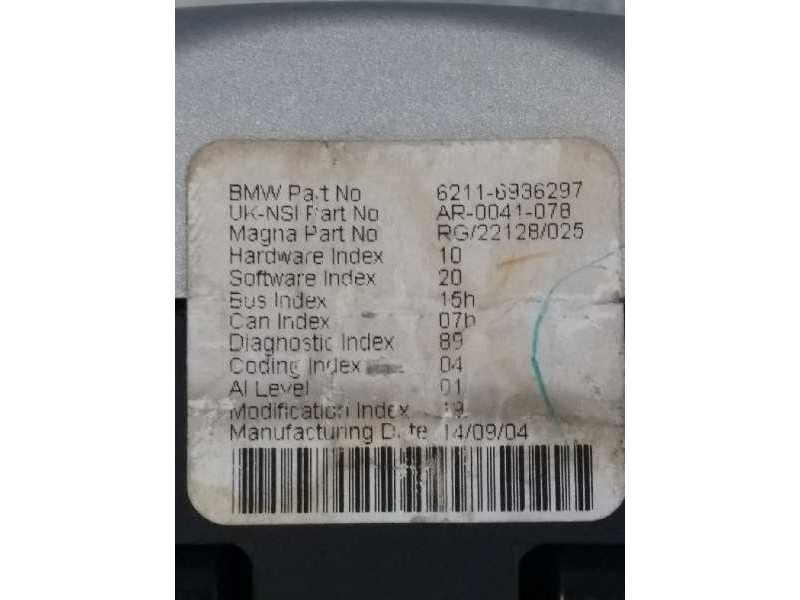 BMW Part No 6211-6936297
UK-NSI Part No AR-0041-078
Magna Part No RG/22128/025
Hardware Index 10
Software Index 20
Bus Index 15h
Can Index 07h
Diagnostic Index 89
Coding Index 04
AI Level 01
Modification Index 19
Manufacturing Date 14/09/04